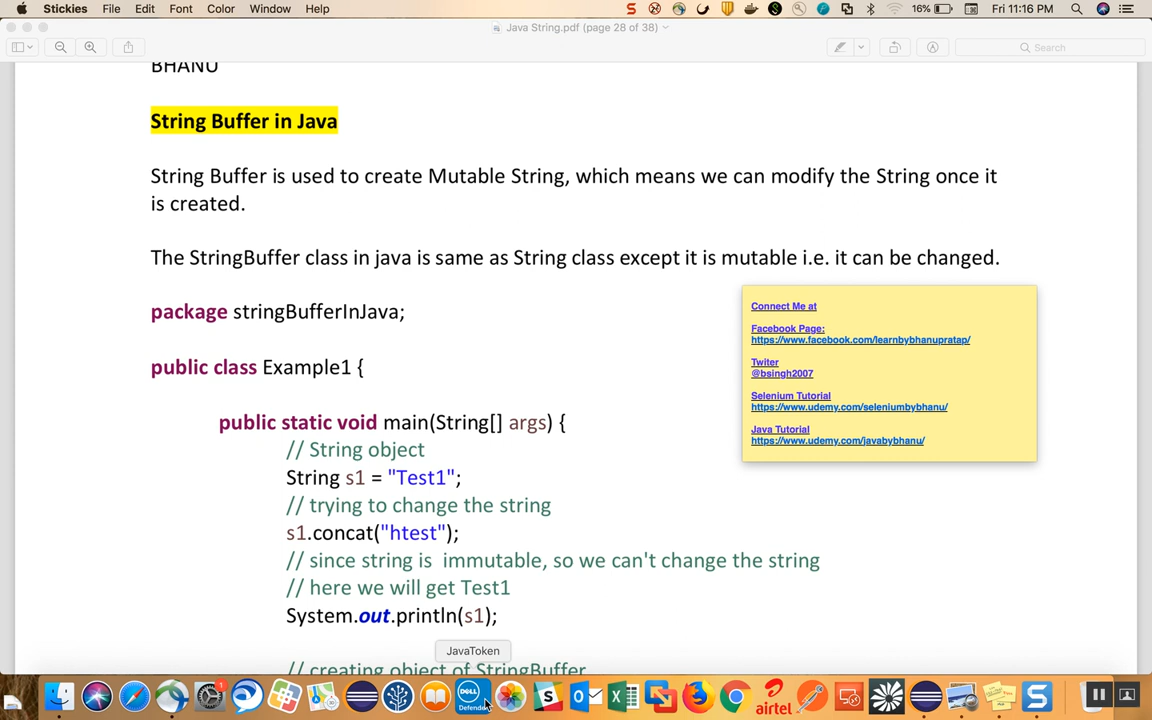 Stickies File Edit Font Color Window Help 16% Fri 11:16 PM
Java String.pdf (page 28 of 38)
Search
BHANU
String Buffer in Java
String Buffer is used to create Mutable String, which means we can modify the String once it
is created.
The StringBuffer class in java is same as String class except it is mutable i.e. it can be changed.
package stringBufferInJava;
public class Example1 {
public static void main(String[] args) {
// String object
String s1 = "Test1";
// trying to change the string
s1.concat("htest");
// since string is immutable, so we can't change the string
// here we will get Test1
System.out.println(s1);
// creating object of StringBuffer
Connect Me at
Facebook Page:
https://www.facebook.com/learnbybhanupratap/
Twiter
@bsingh2007
Selenium Tutorial
https://www.udemy.com/seleniumbybhanu/
Java Tutorial
https://www.udemy.com/javabybhanu/
JavaToken
1
DELL
airtel